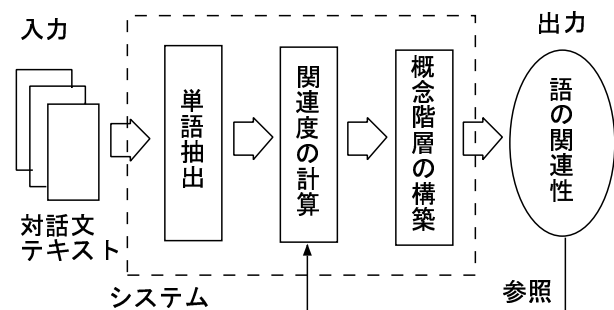 入力
出力
単語抽出
関連度の計算
概念階層の構築
語の関連性
対話文
テキスト
システム
参照